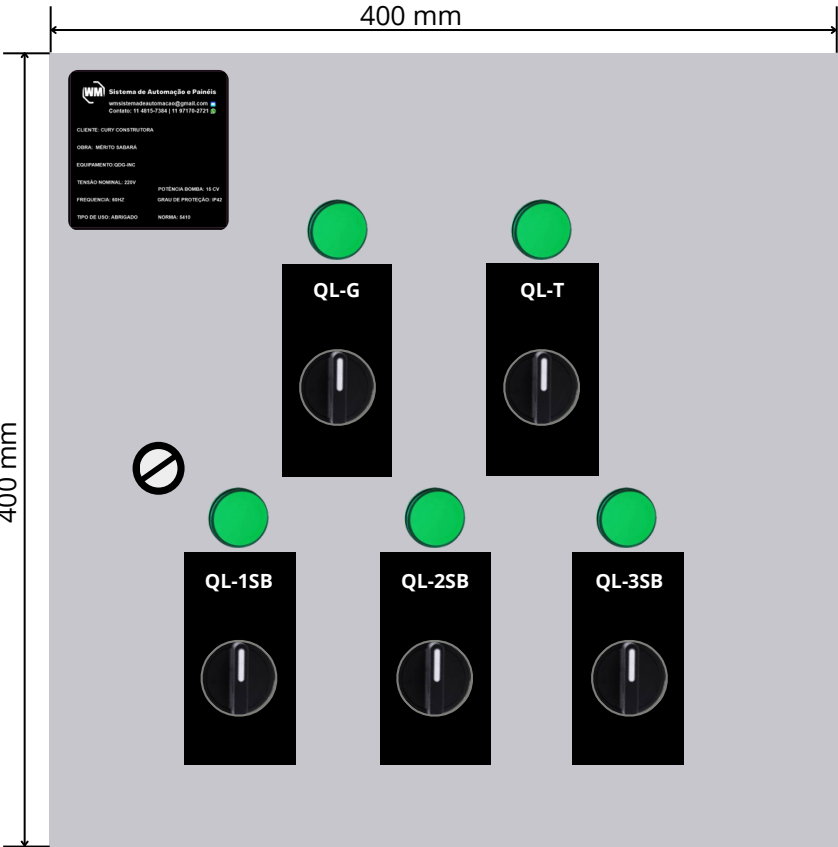 400 mm
400 mm
WM Sistema de Automação e Painéis
wmsistemadeautomacao@gmail.com
Contato: 11 4815-7384 | 11 97170-2721
CLIENTE: CURY CONSTRUTORA
OBRA: MÉRITO SABARÁ
EQUIPAMENTO:QDG-INC
TENSÃO NOMINAL: 220V
POTÊNCIA BOMBA: 15 CV
FREQUENCIA: 60HZ
GRAU DE PROTEÇÃO: IP42
TIPO DE USO: ABRIGADO
NORMA: 5410
QL-G
QL-T
QL-1SB
QL-2SB
QL-3SB